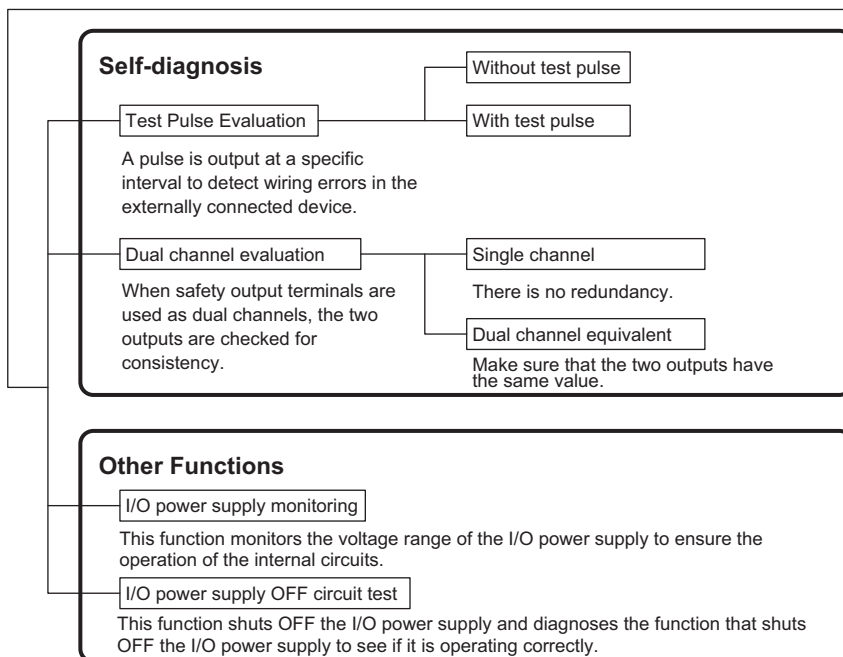 Self-diagnosis
Without test pulse
Test Pulse Evaluation
With test pulse
A pulse is output at a specific
interval to detect wiring errors in the
externally connected device.
Dual channel evaluation
Single channel
When safety output terminals are
used as dual channels, the two
outputs are checked for
consistency.
There is no redundancy.
Dual channel equivalent
Make sure that the two outputs have
the same value.
Other Functions
I/O power supply monitoring
This function monitors the voltage range of the I/O power supply to ensure the
operation of the internal circuits.
I/O power supply OFF circuit test
This function shuts OFF the I/O power supply and diagnoses the function that shuts
OFF the I/O power supply to see if it is operating correctly.